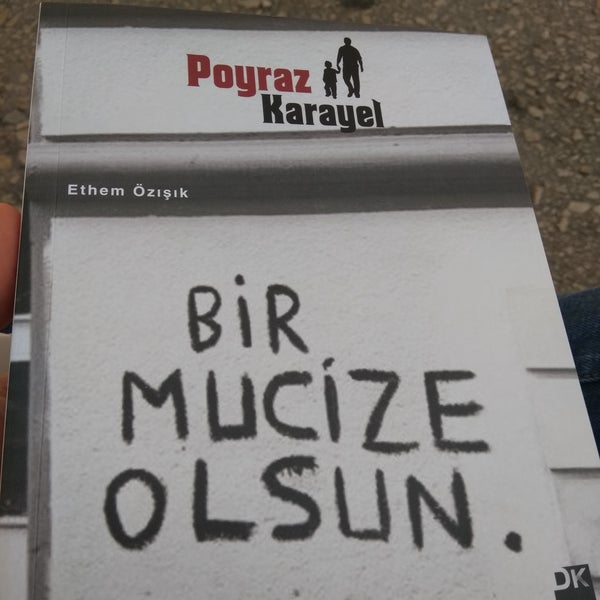 Poyraz
Karayel
Ethem Özışık
BİR
MUCİZE
OLSUN.
DK